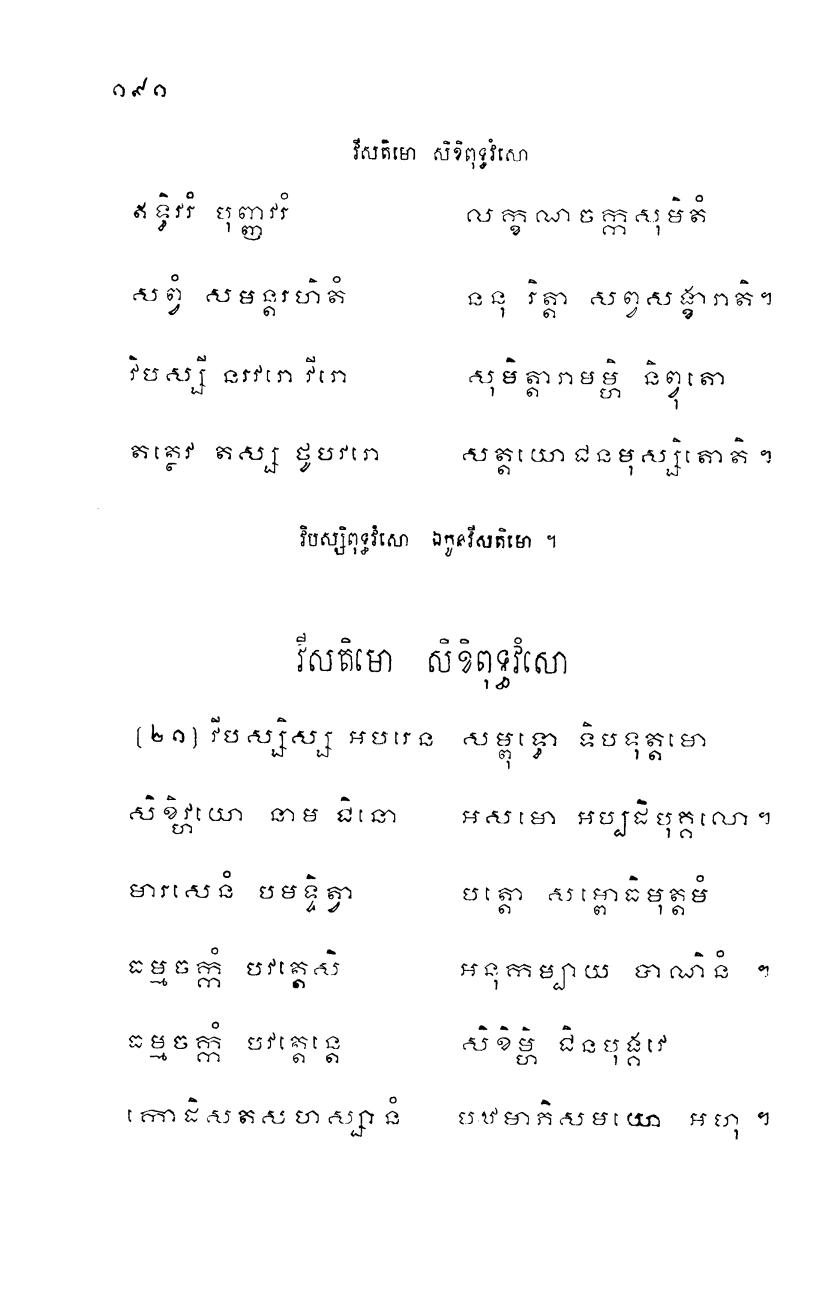 ១៩១
វីសតិមោ សិខិពុទ្ធវំសោ
ឥទ្ធិវរំ បុញ្ញវរំ លក្ខណចក្កសុមិតំ
សព្វំ សមន្តរហិតំ ននុ រិត្តា សព្វសង្ខារាតិ។
វិបស្សី នរវរោ វីរោ សុមិត្តារាមម្ហិ និព្វុតោ
តត្ថេវ តស្ស ថូបវរោ សត្តយោជនមុស្សិតោតិ ។
វិបស្សិពុទ្ធវំសោ ឯកូនវីសតិមោ ។
វីសតិមោ សិខិពុទ្ធវំសោ
[២១] វីបស្សិស្ស អបរេន សម្ពុទ្ធោ ទិបទុត្តមោ
សិខិវ្ហយោ នាម ជិនោ អសមោ អប្បដិបុគ្គលោ។
មារសេនំ បមទ្ទិត្វា បត្តោ សម្ពោធិមុត្តមំ
ធម្មចក្កំ បវត្តេសិ អនុកម្បាយ បាណិនំ ។
ធម្មចក្កំ បវត្តេន្តេ សិខិម្ហិ ជិនបុង្គវេ
កោដិសតសហស្សានំ បឋមាភិសមយោ អហុ ។